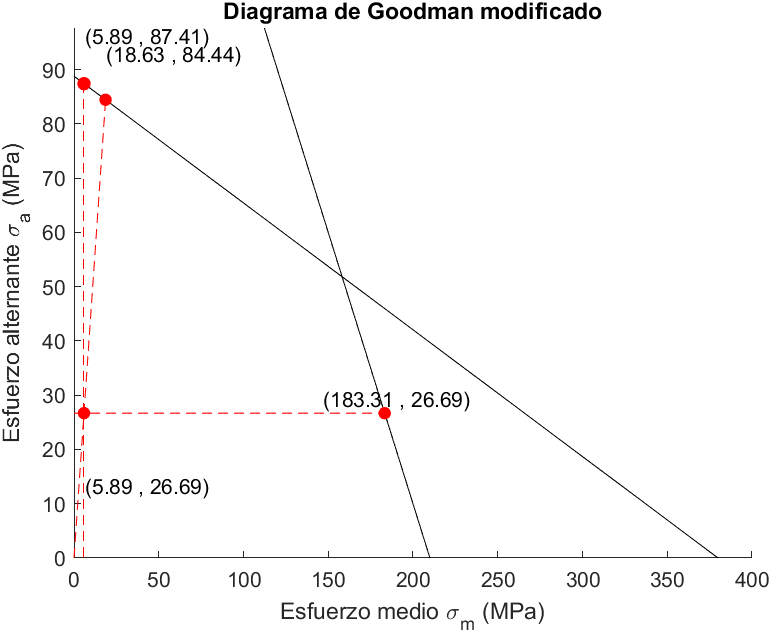 Diagrama de Goodman modificado
(5.89 , 87.41)
(18.63 , 84.44)
90
80
70
60
50
40
30
20
10
0
Esfuerzo alternante σa (MPa)
(183.31 , 26.69)
(5.89 , 26.69)
0 50 100 150 200 250 300 350 400
Esfuerzo medio σm (MPa)